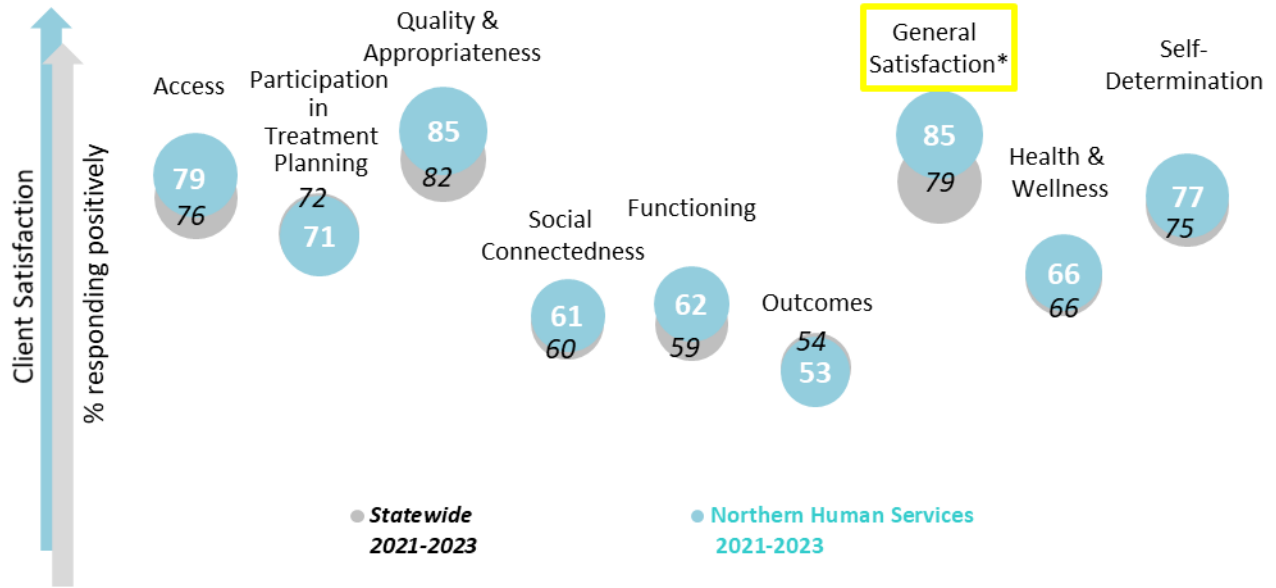 Client Satisfaction
% responding positively
Access
79
76
Participation
in
Treatment
Planning
72
71
Quality &
Appropriateness
85
82
Social
Connectedness
61
60
Functioning
62
59
Outcomes
54
53
General
Satisfaction*
85
79
Health &
Wellness
66
66
Self-
Determination
77
75
Statewide
2021-2023
Northern Human Services
2021-2023